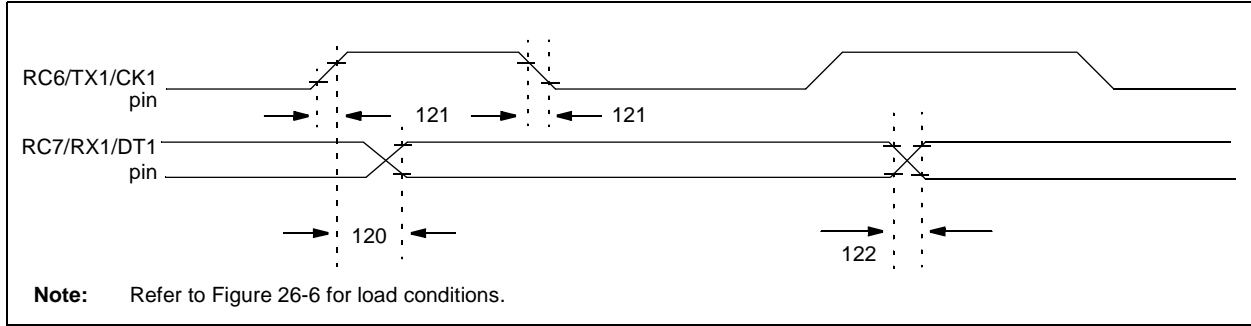 RC6/TX1/CK1
pin
121
121
RC7/RX1/DT1
pin
120
122
Note: Refer to Figure 26-6 for load conditions.